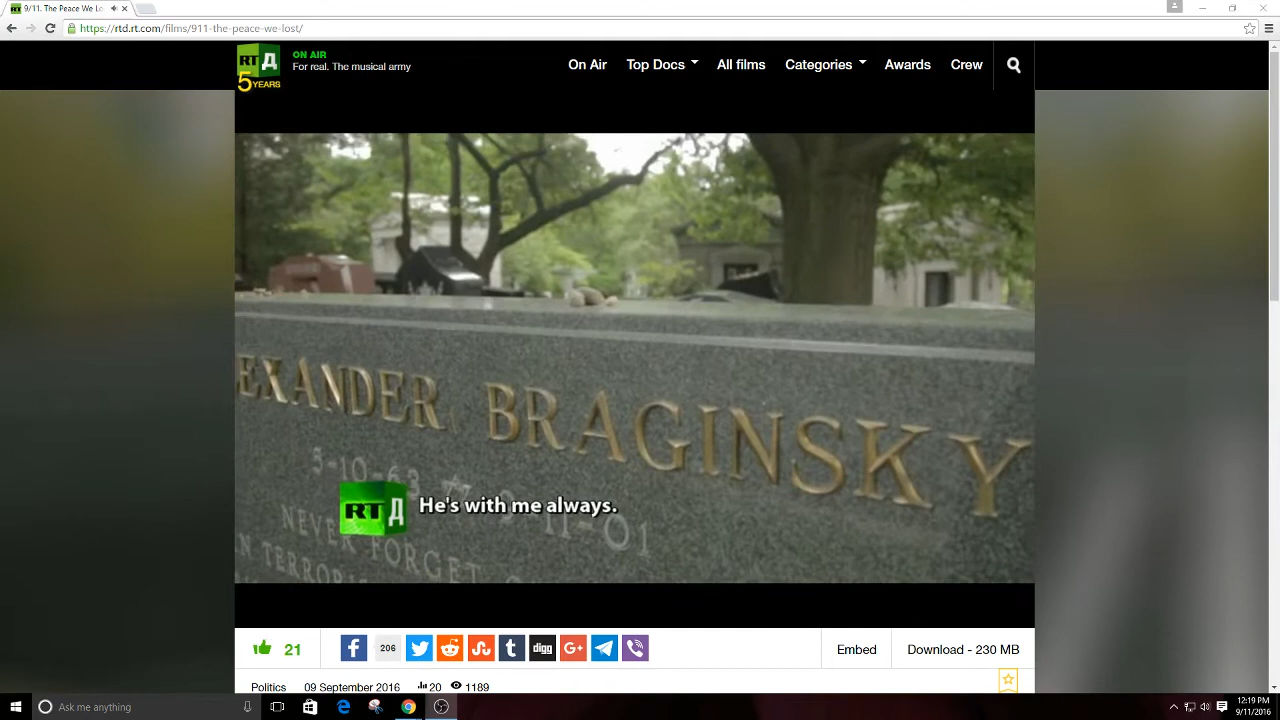 9/11. The Peace We Lo
https://rtd.rt.com/films/911-the-peace-we-lost/
RT Д
5 YEARS
ON AIR
For real. The musical army
On Air
Top Docs
All films
Categories
Awards
Crew
EXANDER BRAGINSKY
5-10-63 9-11-01
NEVER FORGET
TERRORIS
RT Д
He's with me always.
21
f
206
t
digg
G+
Embed
Download - 230 MB
Politics
09 September 2016
20
1189
Ask me anything
12:19 PM
9/11/2016